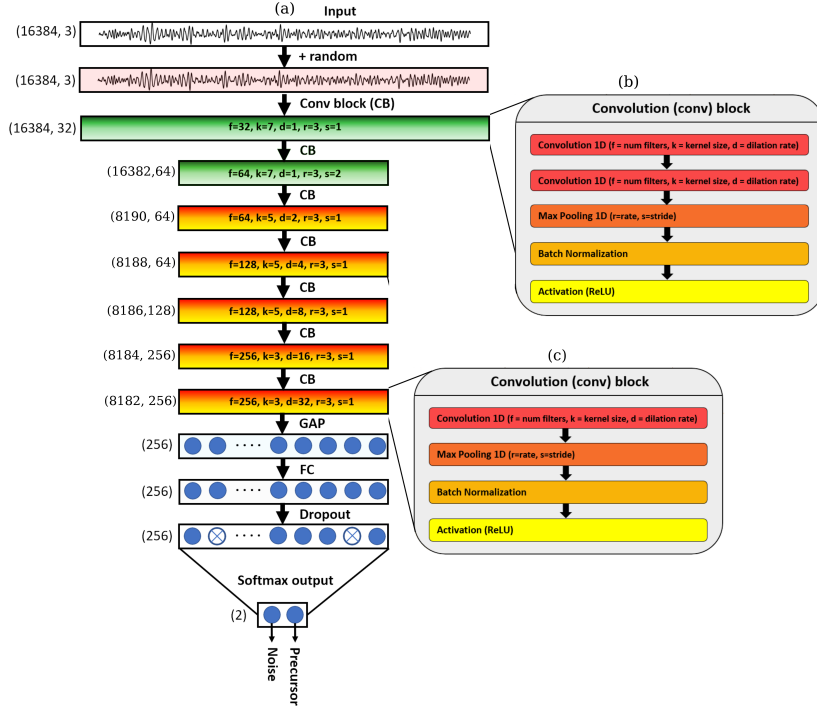 (a)
Input
(16384, 3)
+ random
(16384, 3)
Conv block (CB)
(16384, 32)
f=32, k=7, d=1, r=3, s=1
CB
(16382,64)
f=64, k=7, d=1, r=3, s=2
CB
(8190, 64)
f=64, k=5, d=2, r=3, s=1
CB
(8188, 64)
f=128, k=5, d=4, r=3, s=1
CB
(8186,128)
f=128, k=5, d=8, r=3, s=1
CB
(8184, 256)
f=256, k=3, d=16, r=3, s=1
CB
(8182, 256)
f=256, k=3, d=32, r=3, s=1
GAP
(256)
FC
(256)
Dropout
(256)
Softmax output
(2)
Noise
Precursor
(b)
Convolution (conv) block
Convolution 1D (f = num filters, k = kernel size, d = dilation rate)
Convolution 1D (f = num filters, k = kernel size, d = dilation rate)
Max Pooling 1D (r=rate, s=stride)
Batch Normalization
Activation (ReLU)
(c)
Convolution (conv) block
Convolution 1D (f = num filters, k = kernel size, d = dilation rate)
Max Pooling 1D (r=rate, s=stride)
Batch Normalization
Activation (ReLU)